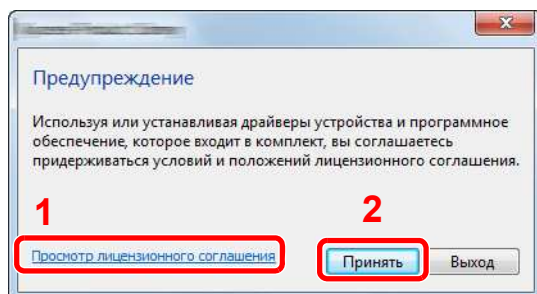 Предупреждение
Используя или устанавливая драйверы устройства и программное
обеспечение, которое входит в комплект, вы соглашаетесь
придерживаться условий и положений лицензионного соглашения.
1
2
Просмотр лицензионного соглашения
Принять
Выход